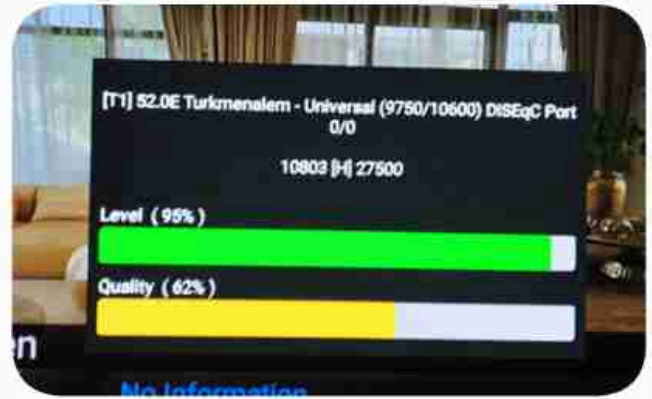 [T1] 52.0E Turkmenalem - Universal (9750/10600) DISEqC Port
0/0
10803 [H] 27500
Level ( 95% )
Quality ( 62% )
n
No Information